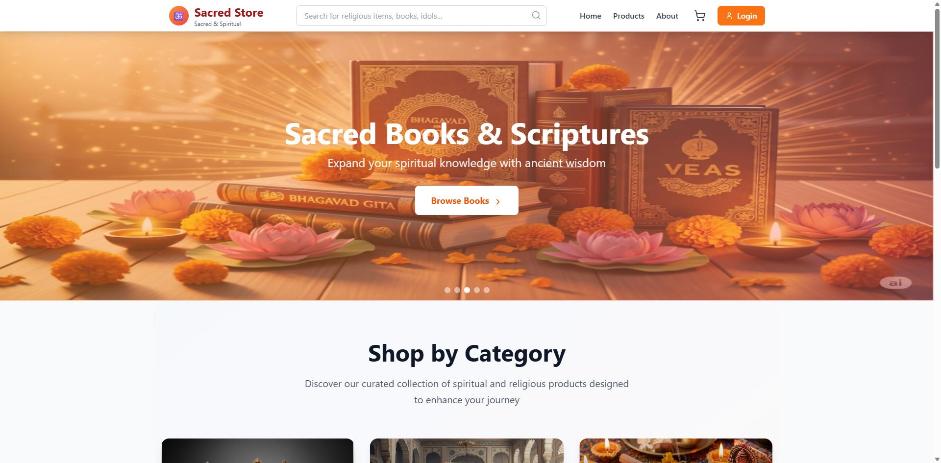 Sacred Store
Sacred & Spiritual
Search for religious items, books, idols...
Home
Products
About
Login
BHAGAVAD
Sacred Books & Scriptures
Expand your spiritual knowledge with ancient wisdom
VEAS
BHAGAVAD GITA
Browse Books
ai
Shop by Category
Discover our curated collection of spiritual and religious products designed
to enhance your journey